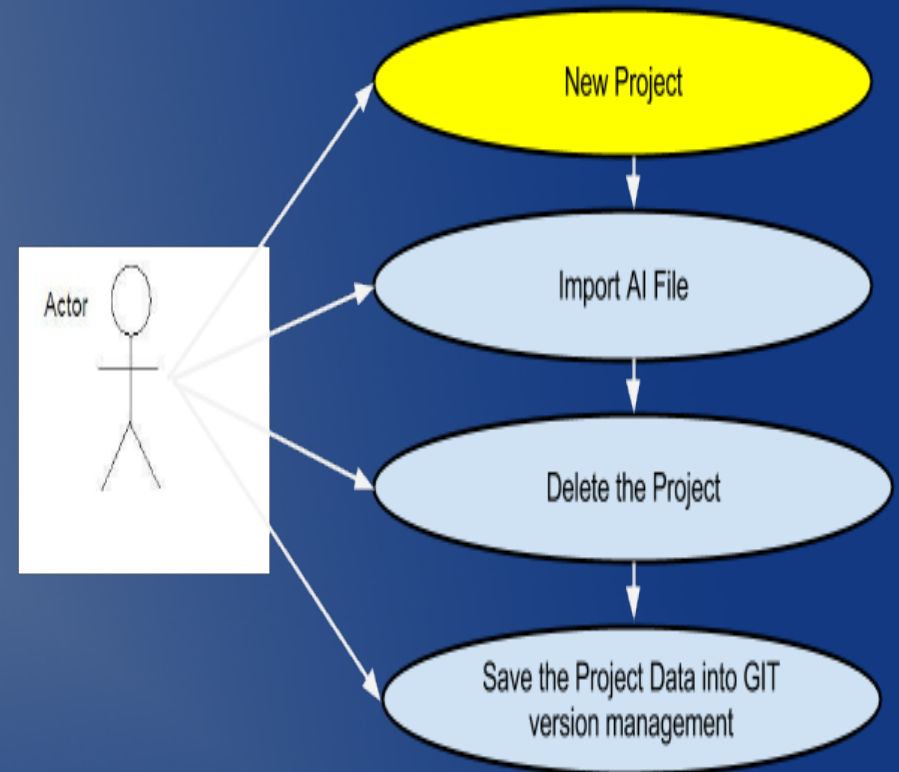 New Project
Import AI File
Actor
Delete the Project
Save the Project Data into GIT
version management